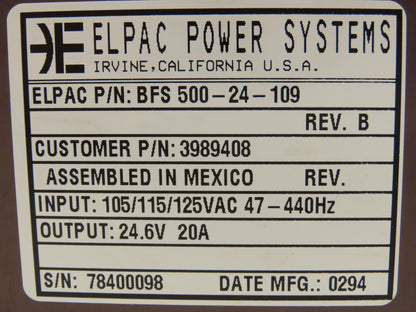 ELPAC POWER SYSTEMS
IRVINE, CALIFORNIA U.S.A.
ELPAC P/N: BFS 500-24-109
REV. B
CUSTOMER P/N: 3989408
ASSEMBLED IN MEXICO REV.
INPUT: 105/115/125VAC 47-440Hz
OUTPUT: 24.6V 20A
S/N: 78400098 DATE MFG.: 0294